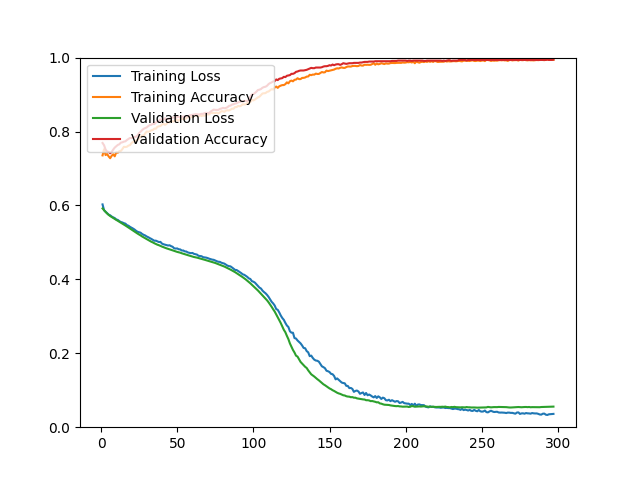 Training Loss
Training Accuracy
Validation Loss
Validation Accuracy
1.0
0.8
0.6
0.4
0.2
0.0
0 50 100 150 200 250 300